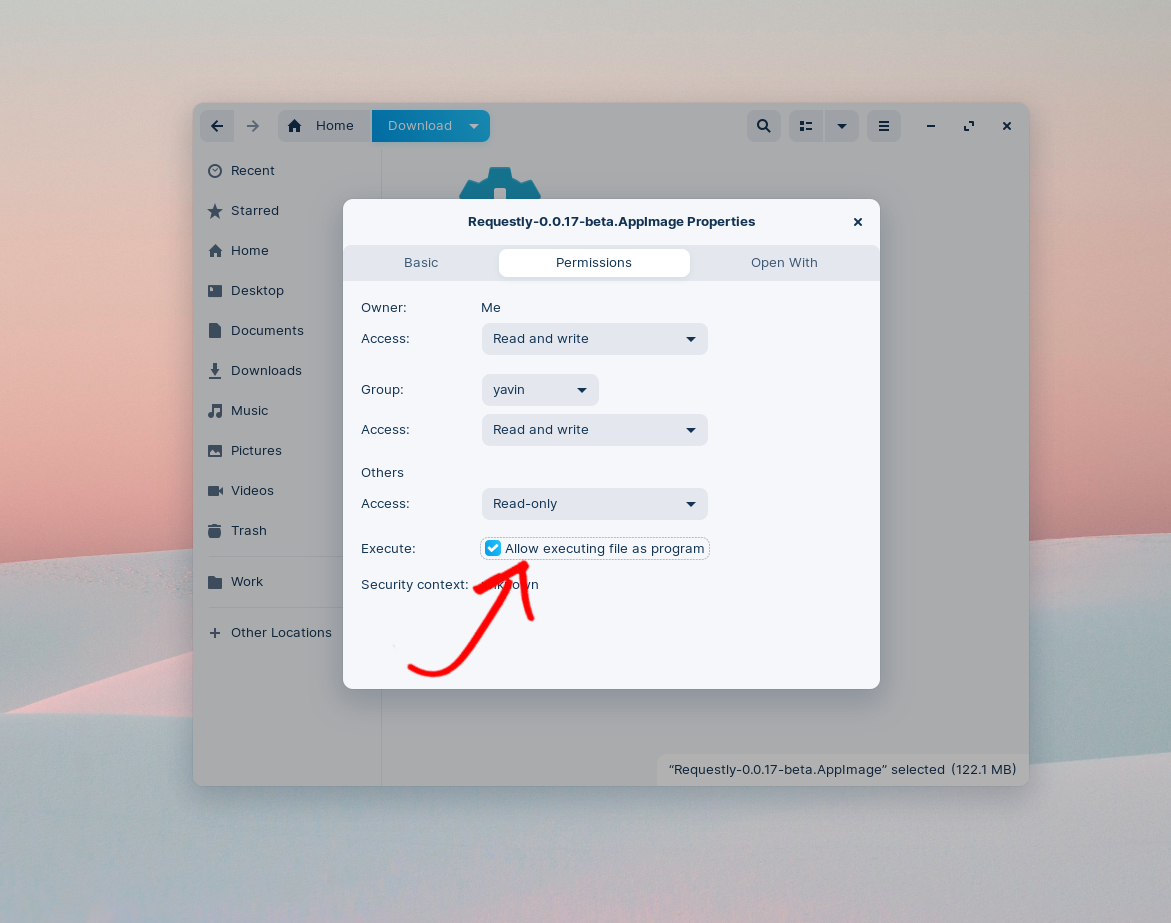 Home
Download
Recent
Starred
Home
Desktop
Documents
Downloads
Music
Pictures
Videos
Trash
Work
Other Locations
Requestly-0.0.17-beta.AppImage Properties
Basic
Permissions
Open With
Owner: Me
Access: Read and write
Group: yavin
Access: Read and write
Others
Access: Read-only
Execute: Allow executing file as program
Security context:
“Requestly-0.0.17-beta.AppImage” selected (122.1 MB)